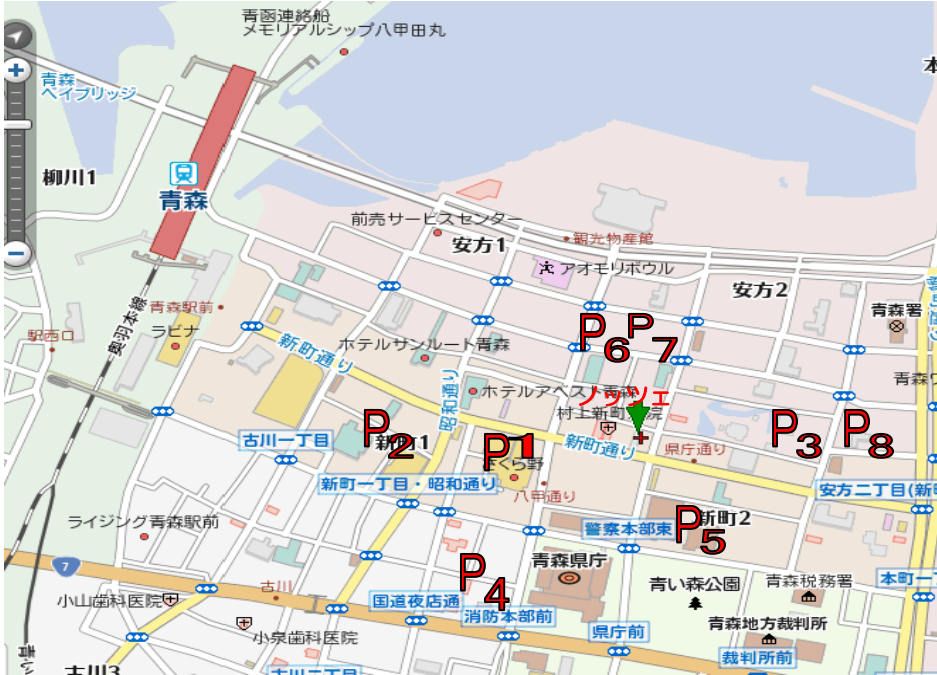 青函連絡船
メモリアルシップ八甲田丸
青森
ベイブリッジ
本
柳川1
青森
前売サービスセンター
安方1
観光物産館
アオモリボウル
安方2
青森駅前
青森署
駅西口
ラビナ
奥羽本線
新町通り
ホテルサンルート青森
P6
P7
昭和通り
ホテルアベスト青森
ノッツェ
青森ワ
村上新町病院
P2
新町1
古川一丁目
P1
さくら野
新町通り
県庁通り
P3
P8
新町一丁目・昭和通り
八甲通り
安方二丁目(新町
ライジング青森駅前
警察本部東
P5
新町2
7
P4
青森県庁
青い森公園
青森税務署
本町一丁
古川
小山歯科医院
国道夜店通
消防本部前
小泉歯科医院
県庁前
青森地方裁判所
裁判所前
青い
古川3
古川二丁目